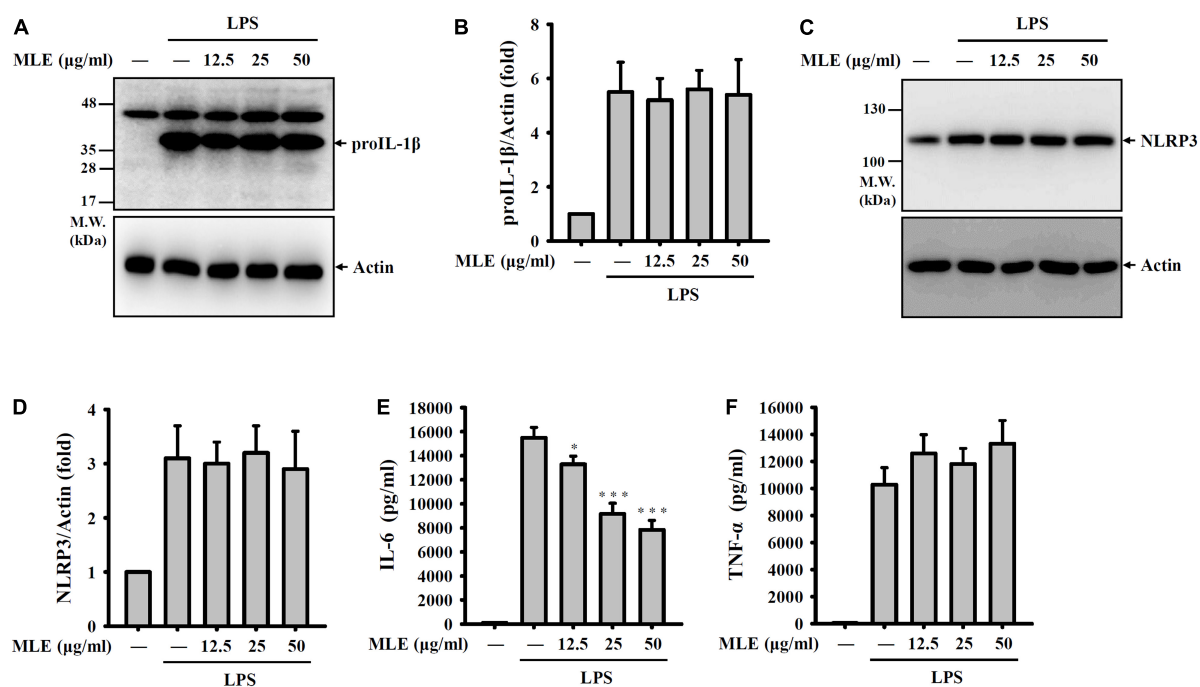 A
LPS
MLE (μg/ml) — — 12.5 25 50
48
35
28
17
proIL-1β
M.W.
(kDa)
Actin
B
proIL-1β/Actin (fold)
8
6
4
2
0
MLE (μg/ml) — — 12.5 25 50
LPS
C
LPS
MLE (μg/ml) — — 12.5 25 50
130
100
NLRP3
M.W.
(kDa)
Actin
D
NLRP3/Actin (fold)
4
3
2
1
0
MLE (μg/ml) — — 12.5 25 50
LPS
E
IL-6 (pg/ml)
18000
16000
14000
12000
10000
8000
6000
4000
2000
0
*
***
***
MLE (μg/ml) — — 12.5 25 50
LPS
F
TNF-α (pg/ml)
16000
14000
12000
10000
8000
6000
4000
2000
0
MLE (μg/ml) — — 12.5 25 50
LPS